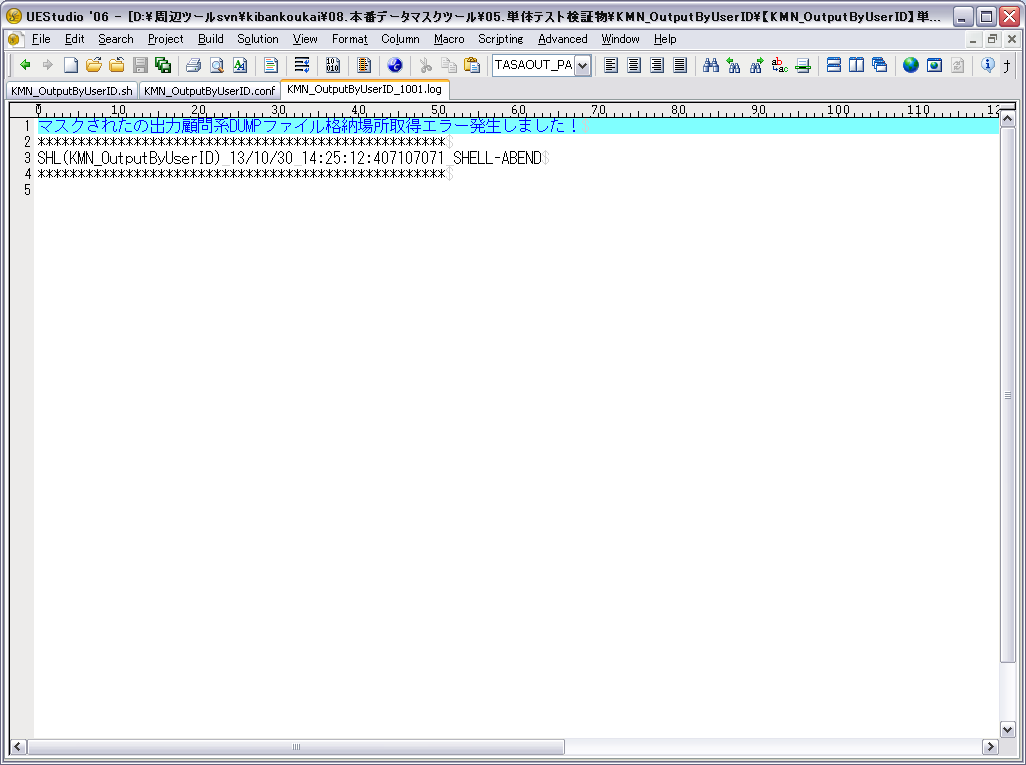 UEStudio '06 - [D:¥周辺ツールsvn¥kibankoukai¥08.本番データマスクツール¥05.単体テスト検証物¥KMN_OutputByUserID¥【KMN_OutputByUserID】単...
File Edit Search Project Build Solution View Format Column Macro Scripting Advanced Window Help
TASAOUT_PA
KMN_OutputByUserID.sh KMN_OutputByUserID.conf KMN_OutputByUserID_1001.log
0 10 20 30 40 50 60 70 80 90 100 110 12
1 マスクされたの出力顧問系DUMPファイル格納場所取得エラー発生しました！
2 ***************************************************$
3 SHL(KMN_OutputByUserID)_13/10/30_14:25:12:407107071_SHELL-ABEND$
4 ***************************************************$
5